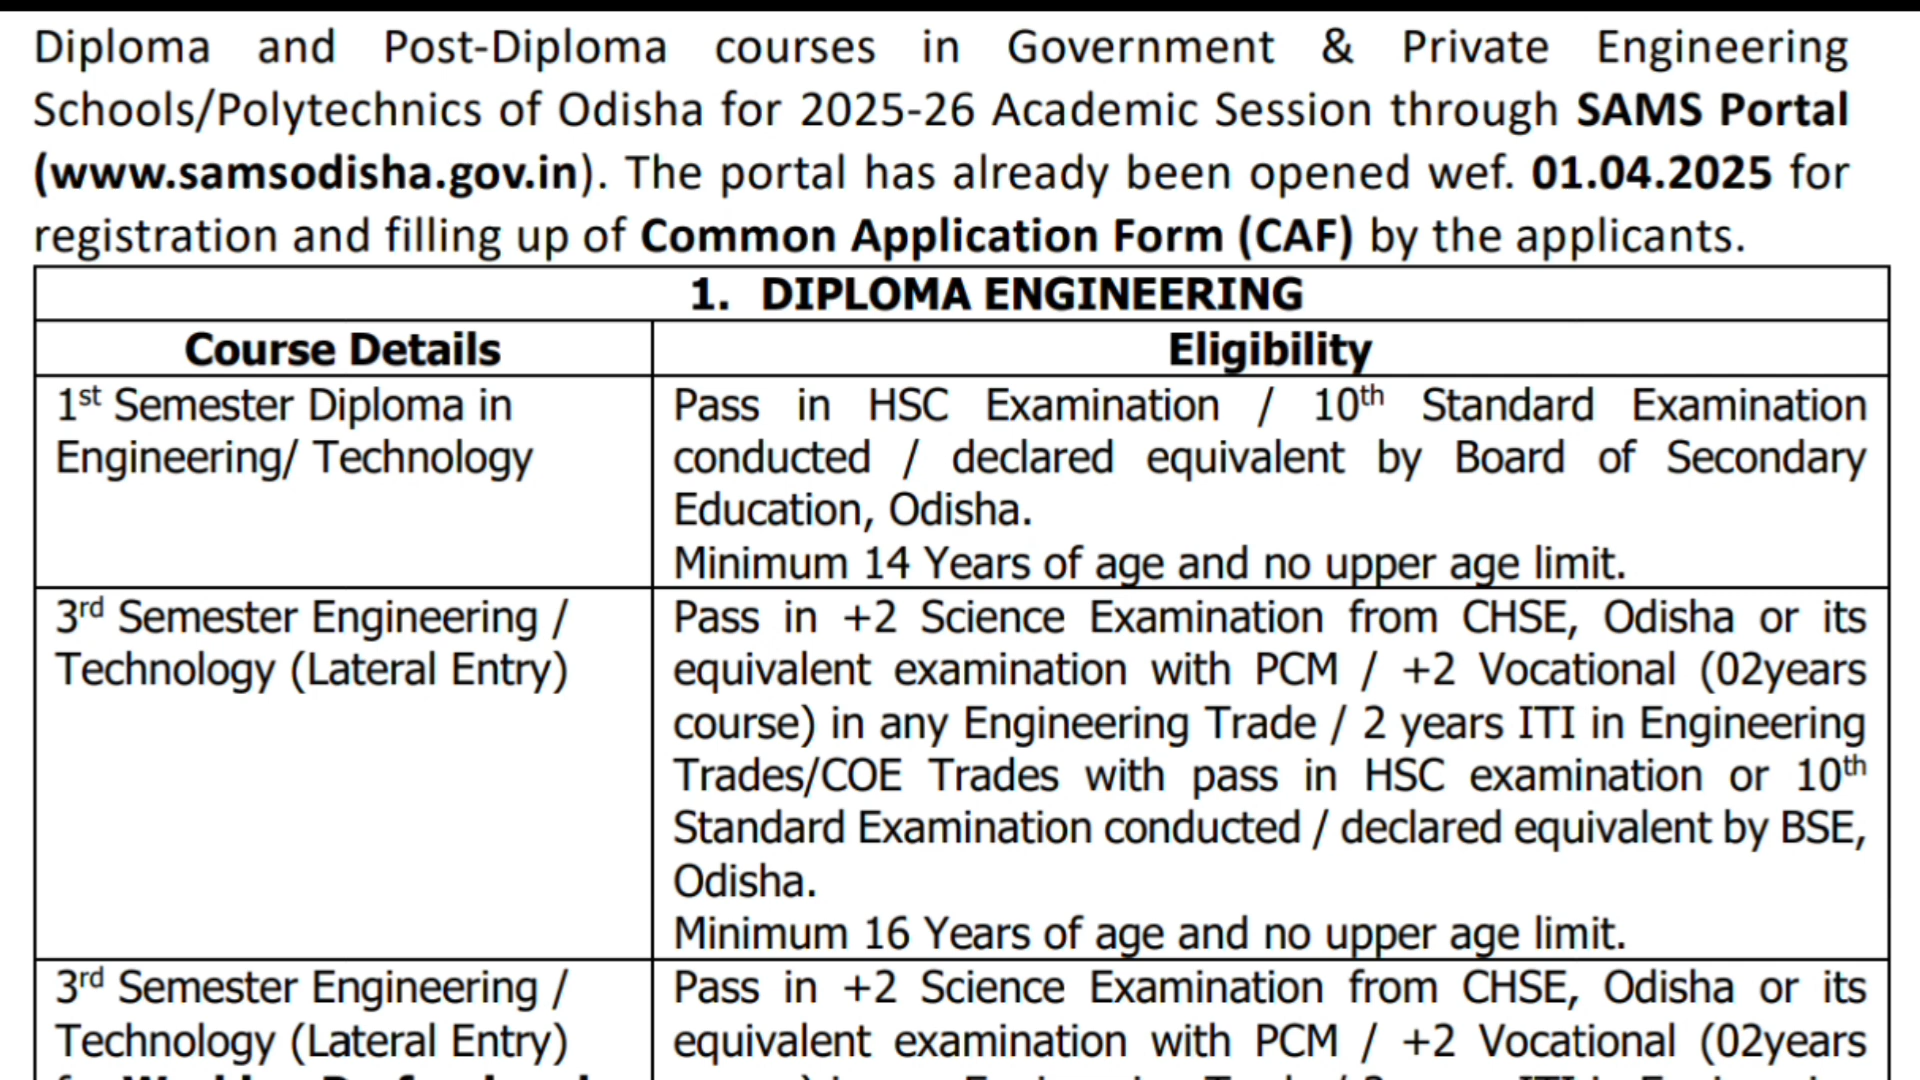 Diploma and Post-Diploma courses in Government & Private Engineering
Schools/Polytechnics of Odisha for 2025-26 Academic Session through SAMS Portal
(www.samsodisha.gov.in). The portal has already been opened wef. 01.04.2025 for
registration and filling up of Common Application Form (CAF) by the applicants.
1. DIPLOMA ENGINEERING
Course Details
Eligibility
1st Semester Diploma in
Engineering/ Technology
Pass in HSC Examination / 10th Standard Examination
conducted / declared equivalent by Board of Secondary
Education, Odisha.
Minimum 14 Years of age and no upper age limit.
3rd Semester Engineering /
Technology (Lateral Entry)
Pass in +2 Science Examination from CHSE, Odisha or its
equivalent examination with PCM / +2 Vocational (02years
course) in any Engineering Trade / 2 years ITI in Engineering
Trades/COE Trades with pass in HSC examination or 10th
Standard Examination conducted / declared equivalent by BSE,
Odisha.
Minimum 16 Years of age and no upper age limit.
3rd Semester Engineering /
Technology (Lateral Entry)
Pass in +2 Science Examination from CHSE, Odisha or its
equivalent examination with PCM / +2 Vocational (02years